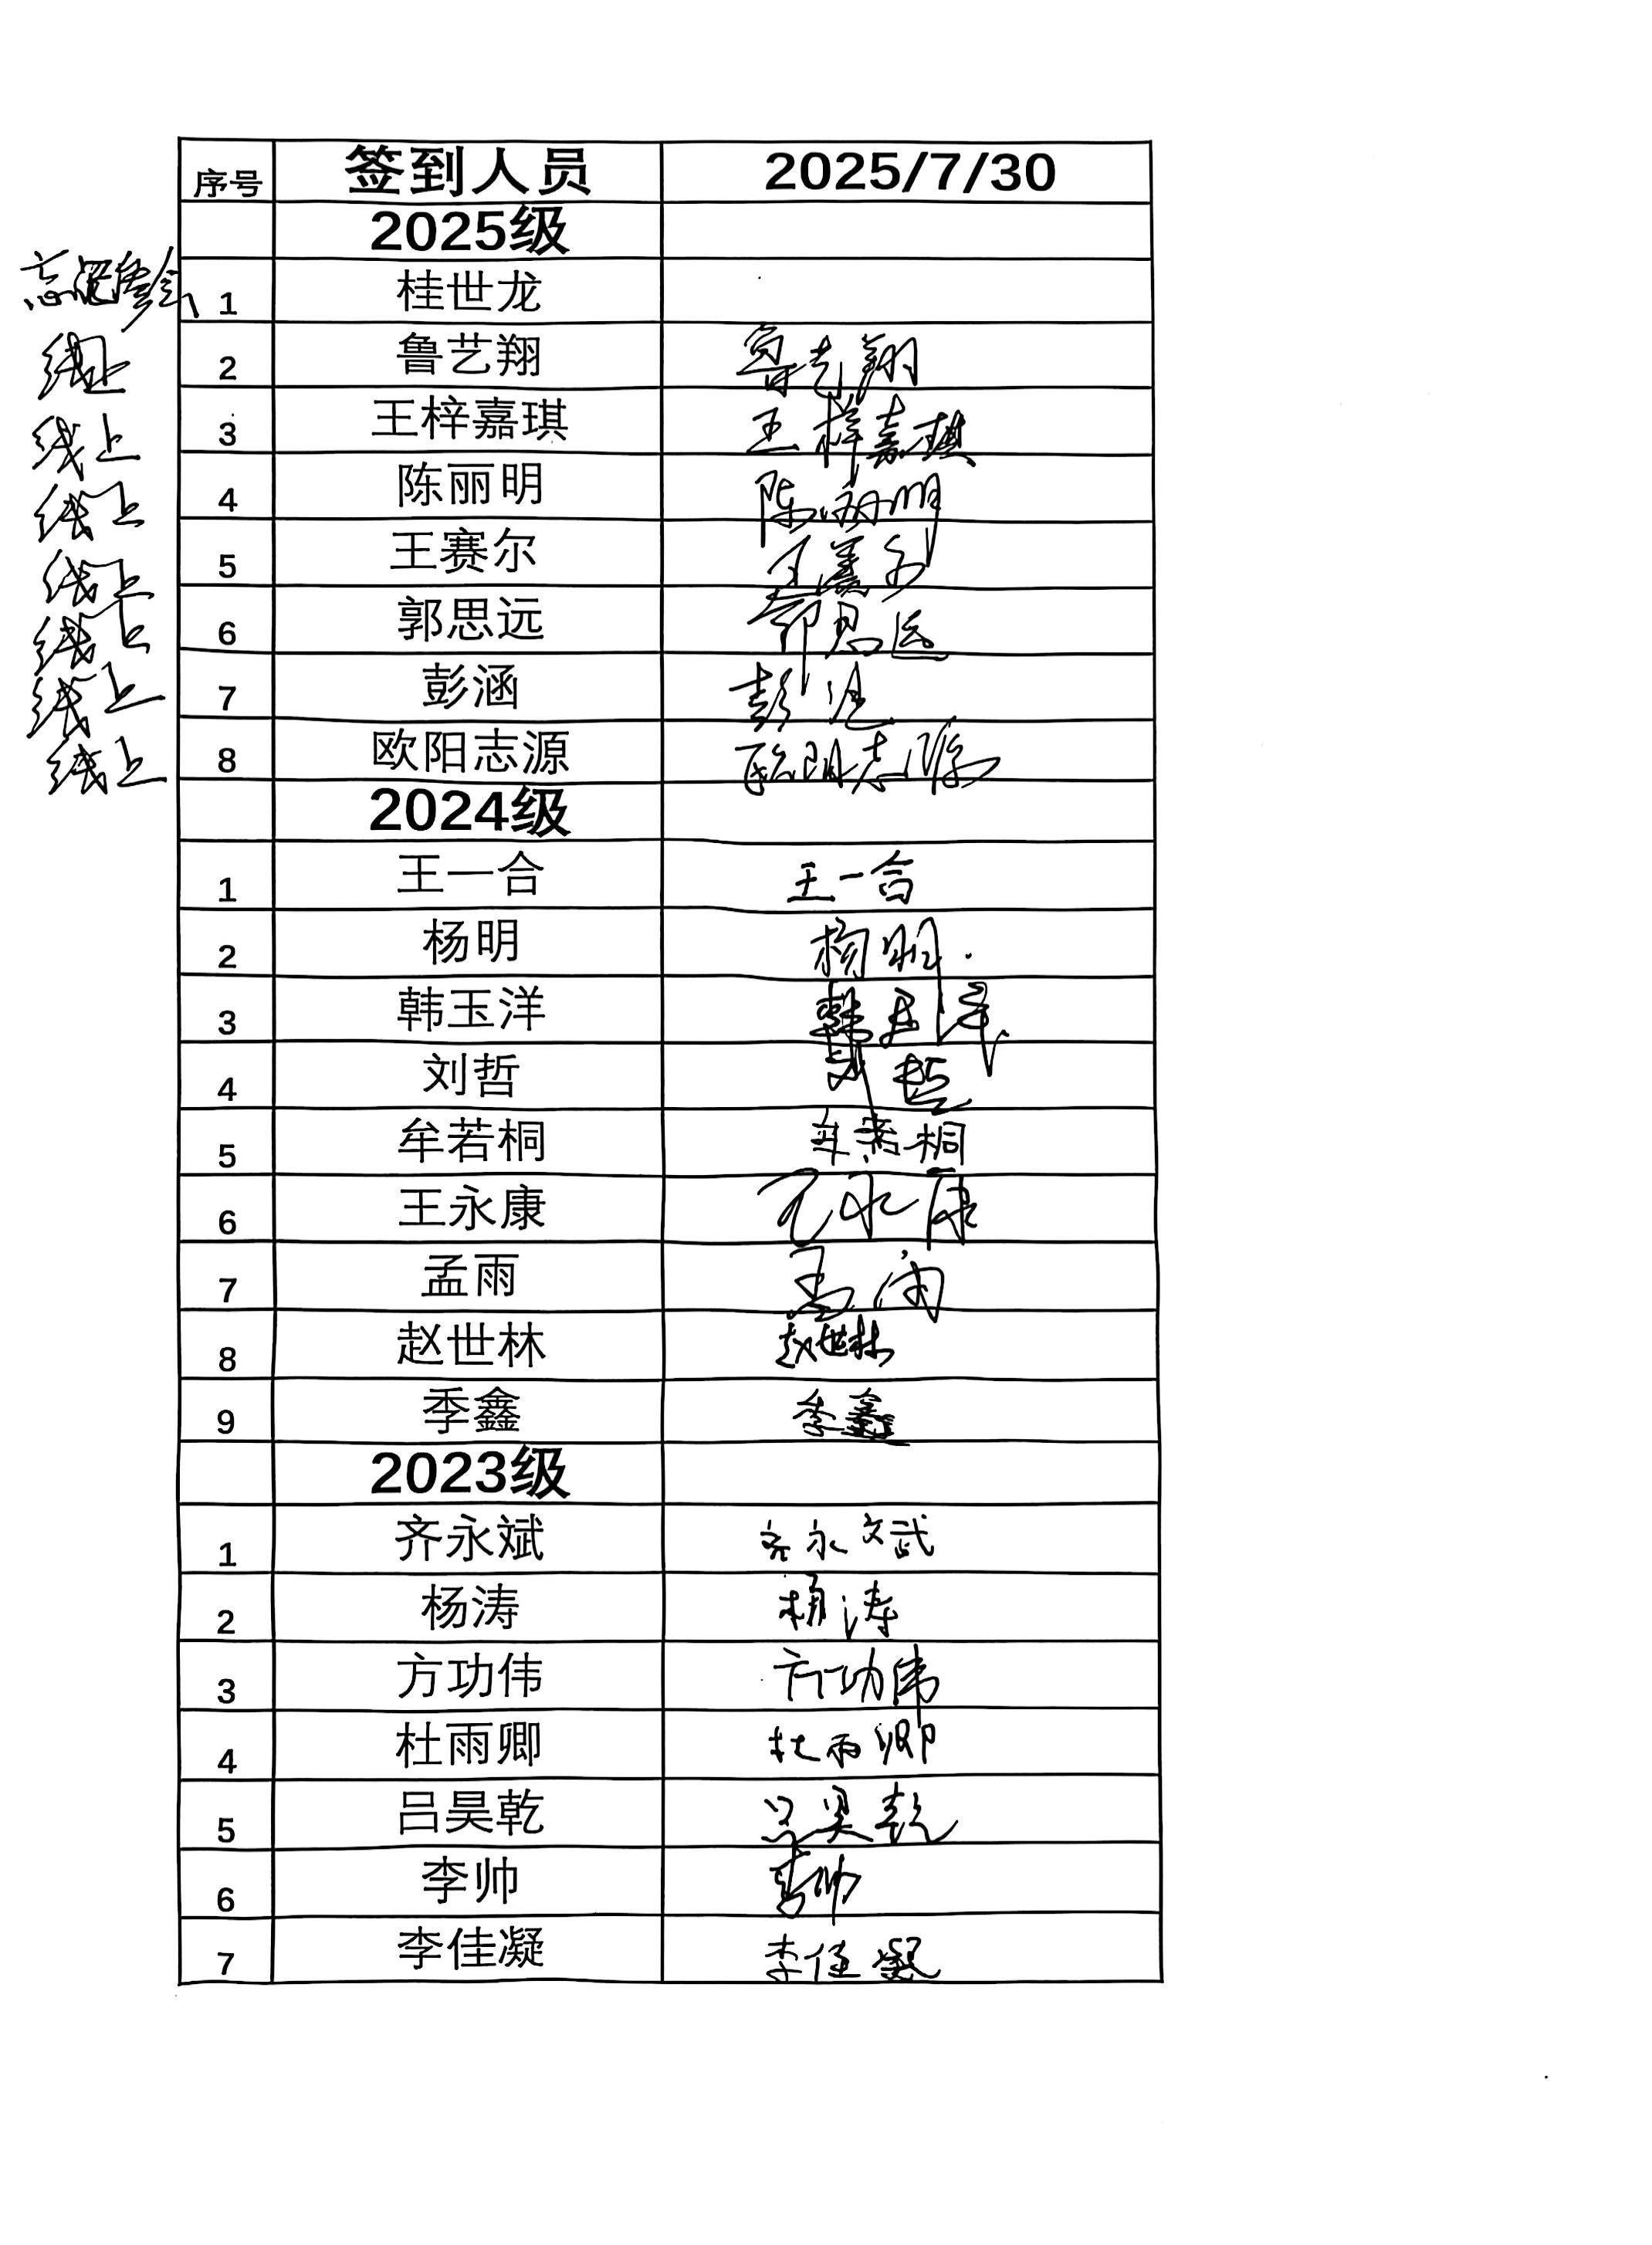 序号 签到人员 2025/7/30
2025级
忘记参会 1 桂世龙
线上 2 鲁艺翔 鲁艺翔
线上 3 王梓嘉琪 王梓嘉琪
线上 4 陈丽明 陈丽明
线上 5 王赛尔 王赛尔
线上 6 郭思远 郭思远
线上 7 彭涵 彭涵
线上 8 欧阳志源 欧阳志源
2024级
1 王一合 王一合
2 杨明 杨明.
3 韩玉洋 韩玉洋
4 刘哲 刘哲
5 牟若桐 牟若桐
6 王永康 王永康
7 孟雨 孟雨
8 赵世林 赵世林
9 季鑫 季鑫
2023级
1 齐永斌 齐永斌
2 杨涛 杨涛
3 方功伟 方功伟
4 杜雨卿 杜雨卿
5 吕昊乾 吕昊乾
6 李帅 李帅
7 李佳凝 李佳凝